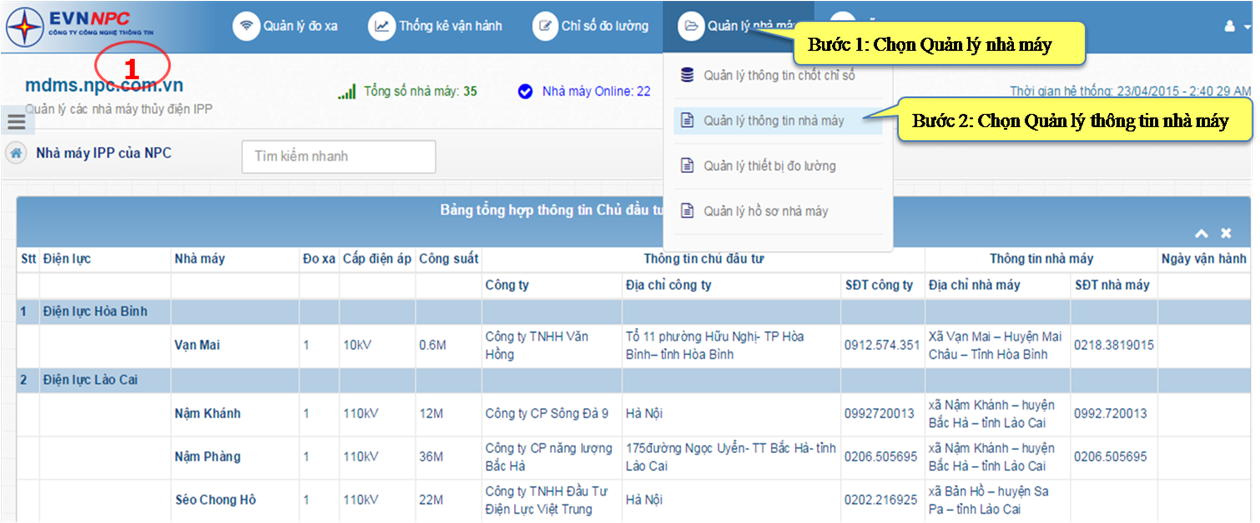 EVNNPC
CÔNG TY CÔNG NGHỆ THÔNG TIN
Quản lý đo xa
Thống kê vận hành
Chỉ số đo lường
Quản lý nhà máy
Bước 1: Chọn Quản lý nhà máy
1
mdms.npc.com.vn
Quản lý các nhà máy thủy điện IPP
Tổng số nhà máy: 35
Nhà máy Online: 22
Thời gian hệ thống: 23/04/2015 - 2:40:29 AM
Quản lý thông tin chốt chỉ số
Quản lý thông tin nhà máy
Bước 2: Chọn Quản lý thông tin nhà máy
Quản lý thiết bị đo lường
Quản lý hồ sơ nhà máy
Nhà máy IPP của NPC
Tìm kiếm nhanh
Bảng tổng hợp thông tin Chủ đầu tư
Stt Điện lực Nhà máy Đo xa Cấp điện áp Công suất Thông tin chủ đầu tư Thông tin nhà máy Ngày vận hành
Công ty Địa chỉ công ty SĐT công ty Địa chỉ nhà máy SĐT nhà máy
1 Điện lực Hòa Bình
Vạn Mai 1 10kV 0.6M
Công ty TNHH Văn
Hồng
Tổ 11 phường Hữu Nghị- TP Hòa
Bình– tỉnh Hòa Bình
0912.574.351
Xã Vạn Mai – Huyện Mai
Châu – Tỉnh Hòa Bình
0218.3819015
2 Điện lực Lào Cai
Nậm Khánh 1 110kV 12M Công ty CP Sông Đà 9 Hà Nội 0992720013
xã Nậm Khánh – huyện
Bắc Hà – tỉnh Lào Cai
0992.720013
Nậm Phàng 1 110kV 36M
Công ty CP năng lượng
Bắc Hà
175đường Ngọc Uyển- TT Bắc Hà- tỉnh
Lào Cai
0206.505695
xã Nậm Khánh – huyện
Bắc Hà – tỉnh Lào Cai
0206.505695
Séo Chong Hô 1 110kV 22M
Công ty TNHH Đầu Tư
Điện Lực Việt Trung
Hà Nội 0202.216925
xã Bản Hồ – huyện Sa
Pa – tỉnh Lào Cai